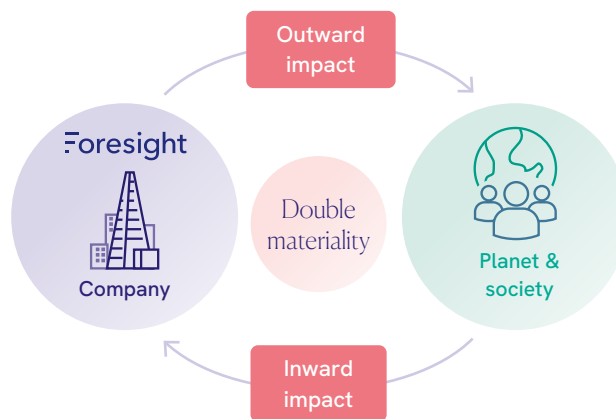 Outward
impact
Foresight
Company
Double
materiality
Planet &
society
Inward
impact